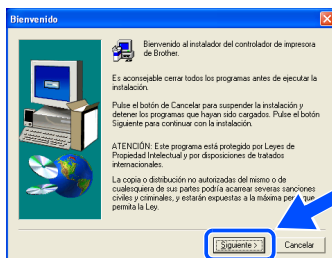 Bienvenido
Bienvenido al instalador del controlador de impresora
de Brother.
Es aconsejable cerrar todos los programas antes de ejecutar la
instalación.
Pulse el botón de Cancelar para suspender la instalación y
detener los programas que hayan sido cargados. Pulse el botón
Siguiente para continuar con la instalación.
ATENCIÓN: Este programa está protegido por Leyes de
Propiedad Intelectual y por disposiciones de tratados
internacionales.
La copia o distribución no autorizadas del mismo o de
cualesquiera de sus partes podría acarrear severas sanciones
civiles y criminales, y estarán expuestas a la máxima que
permita la Ley.
Siguiente >
Cancelar